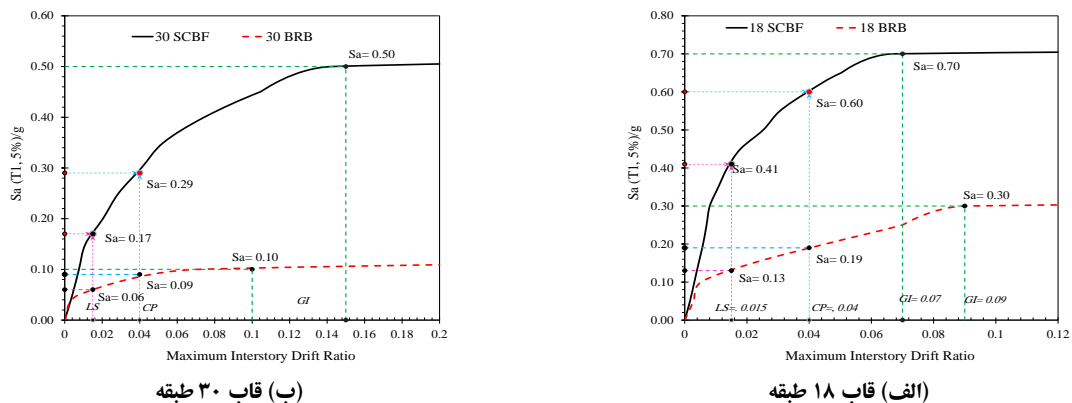 30 SCBF
30 BRB
0.60
0.50
0.40
0.30
0.20
0.10
0.00
Sa (T1, 5%)/g
Sa= 0.50
Sa= 0.29
Sa= 0.17
Sa= 0.10
Sa= 0.09
Sa= 0.06
LS
CP
GI
0
0.02
0.04
0.06
0.08
0.1
0.12
0.14
0.16
0.18
0.2
Maximum Interstory Drift Ratio
(ب) قاب ۳۰ طبقه
18 SCBF
18 BRB
0.80
0.70
0.60
0.50
0.40
0.30
0.20
0.10
0.00
Sa (T1, 5%)/g
Sa= 0.70
Sa= 0.60
Sa= 0.41
Sa= 0.30
Sa= 0.19
Sa= 0.13
LS=. 0.015
CP=, 0.04
GI=0.07
GI=0.09
0
0.02
0.04
0.06
0.08
0.1
0.12
Maximum Interstory Drift Ratio
(الف) قاب ۱۸ طبقه